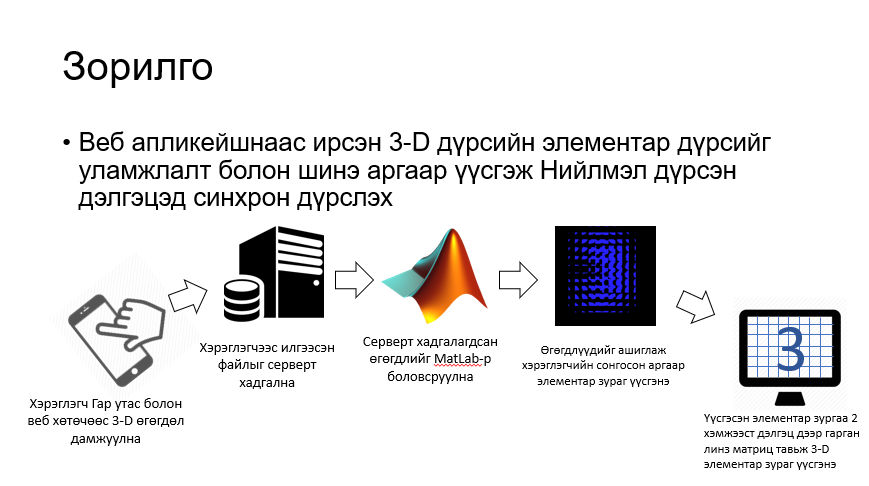 Зорилго
• Веб апликейшнаас ирсэн 3-D дүрсийн элементар дүрсийг
уламжлалт болон шинэ аргаар үүсгэж Нийлмэл дүрсэн
дэлгэцэд синхрон дүрслэх
Хэрэглэгч Гар утас болон
веб хөтөчөөс 3-D өгөгдөл
дамжуулна
Хэрэглэгчээс илгээсэн
файлыг серверт
хадгална
Серверт хадгалагдсан
өгөгдлийг MatLab-р
боловсруулна
Өгөгдлүүдийг ашиглаж
хэрэглэгчийн сонгосон аргаар
элементар зураг үүсгэнэ
3
Үүсгэсэн элементар зургаа 2
хэмжээст дэлгэц дээр гарган
линз матриц тавьж 3-D
элементар зураг үүсгэнэ